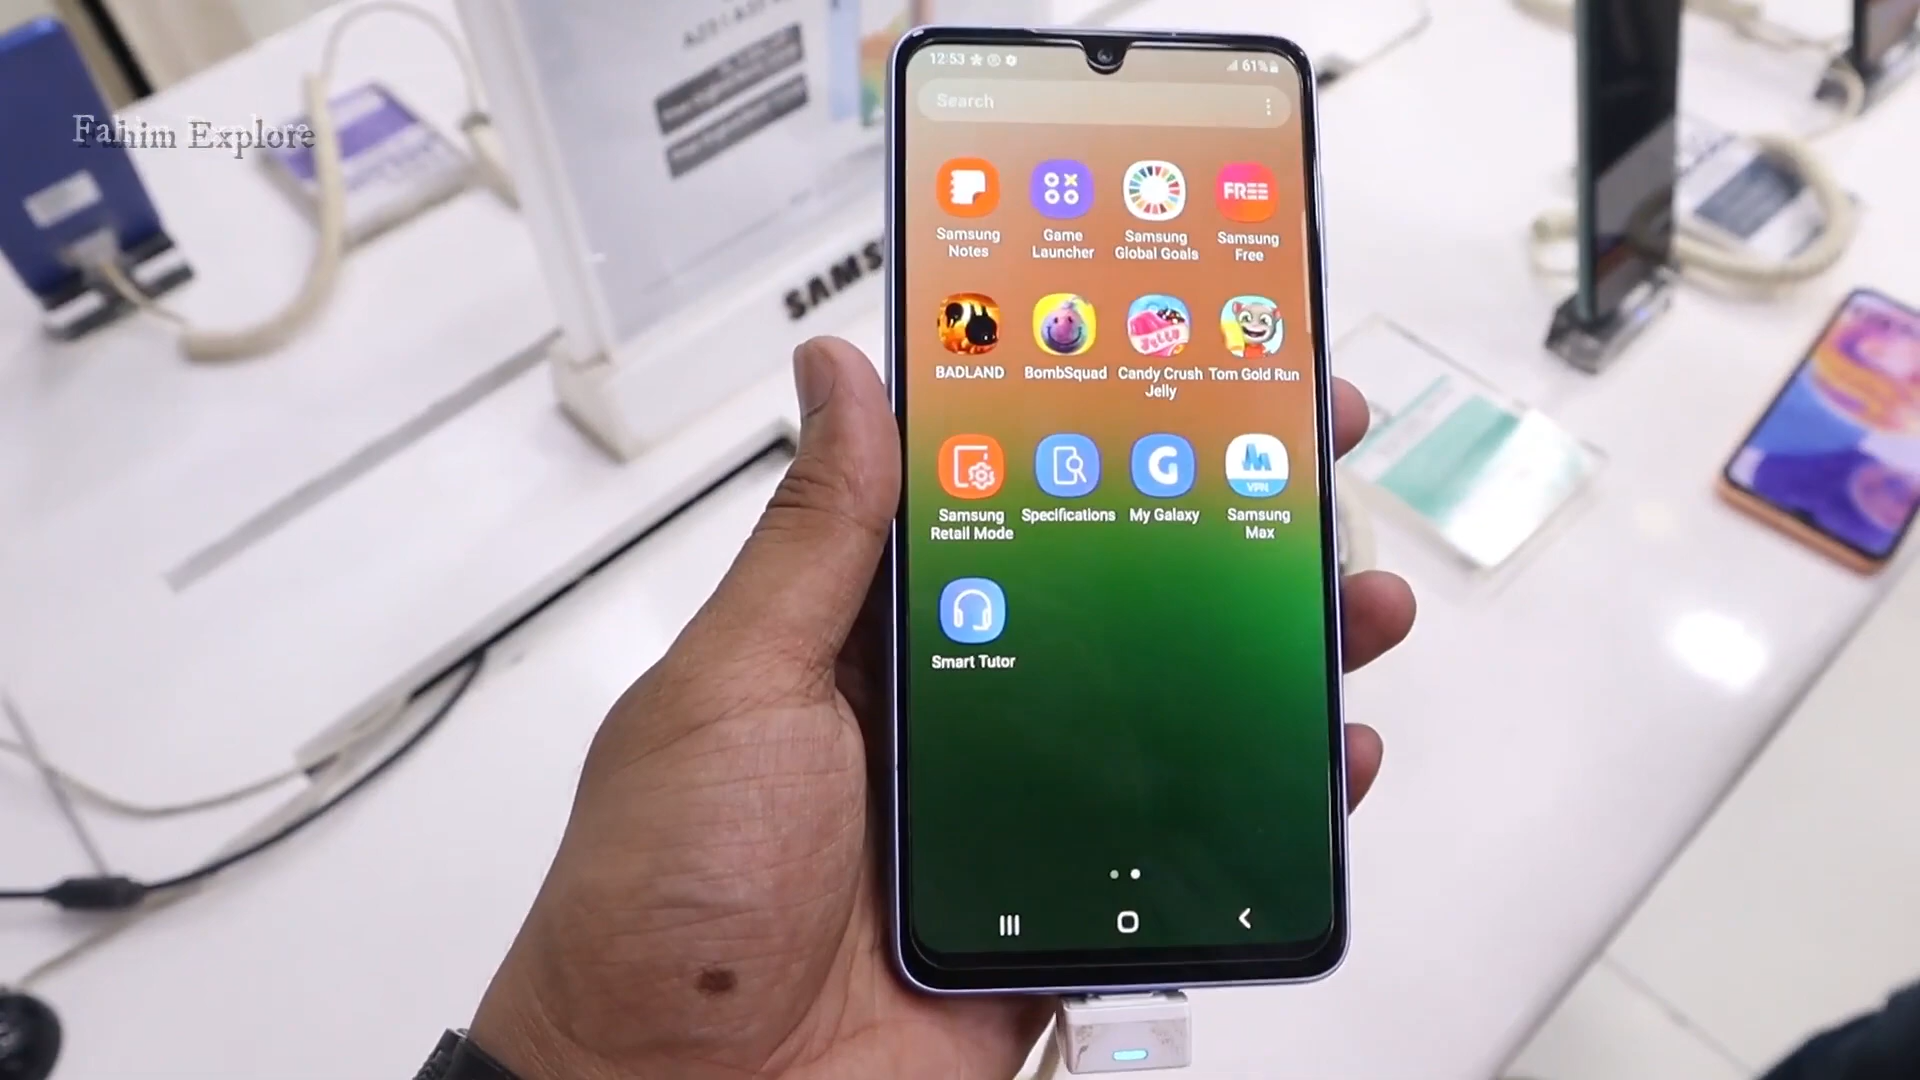 Fahim Explore
SAMS
12:53
61%
Search
Samsung Notes
Game Launcher
Samsung Global Goals
Samsung Free
FREE
BADLAND
BombSquad
Candy Crush Jelly
Tom Gold Run
JELLY
Samsung Retail Mode
Specifications
My Galaxy
Samsung Max
G
VPN
Smart Tutor